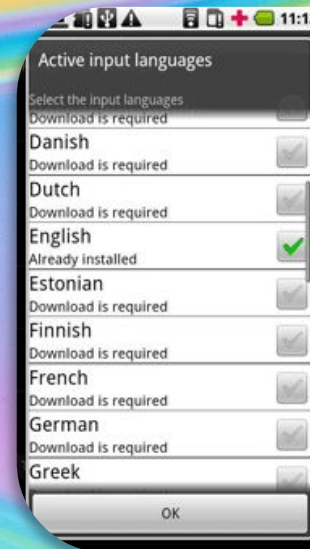 11:1
Active input languages
Select the input languages
Download is required
Danish
Download is required
Dutch
Download is required
English
Already installed
Estonian
Download is required
Finnish
Download is required
French
Download is required
German
Download is required
Greek
OK